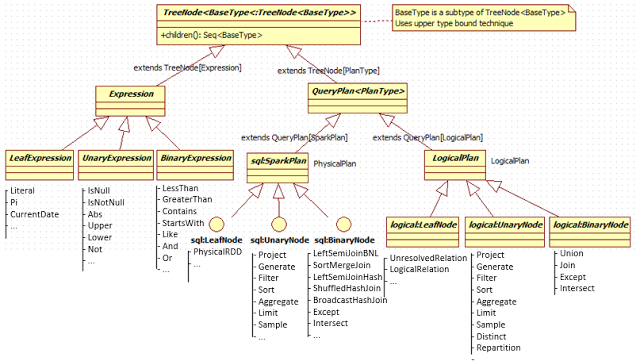 TreeNode<BaseType<:TreeNode<BaseType>>
+children(): Seq<BaseType>
BaseType is a subtype of TreeNode<BaseType>
Uses upper type bound technique
extends TreeNode[Expression]
extends TreeNode[PlanType]
Expression
QueryPlan<PlanType>
extends QueryPlan[SparkPlan]
extends QueryPlan[LogicalPlan]
LeafExpression
UnaryExpression
BinaryExpression
sql:SparkPlan
PhysicalPlan
LogicalPlan
LogicalPlan
Literal
Pi
CurrentDate
...
IsNull
IsNotNull
Abs
Upper
Lower
Not
...
LessThan
GreaterThan
Contains
StartsWith
Like
And
Or
...
sql:LeafNode
PhysicalRDD
...
sql:UnaryNode
Project
Generate
Filter
Sort
Aggregate
Limit
Sample
...
sql:BinaryNode
LeftSemiJoinBNL
SortMergeJoin
LeftSemiJoinHash
ShuffledHashJoin
BroadcastHashJoin
Except
Intersect
...
logical:LeafNode
UnresolvedRelation
LogicalRelation
...
logical:UnaryNode
Project
Generate
Filter
Sort
Aggregate
Limit
Sample
Distinct
Repartition
logical:BinaryNode
Union
Join
Except
Intersect